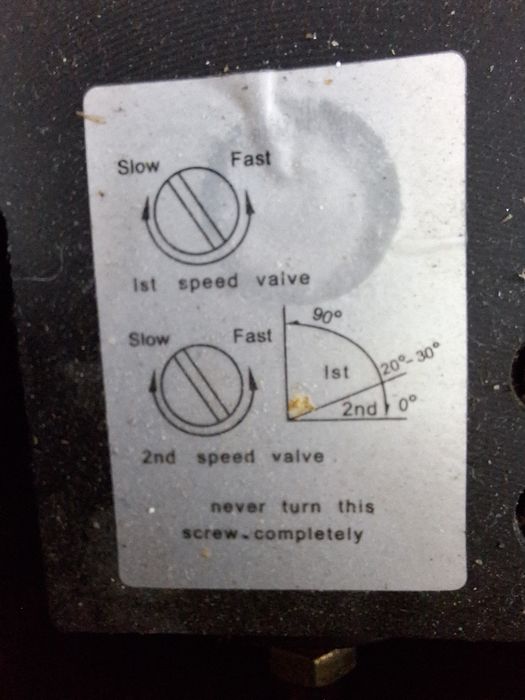 Slow Fast
Ist speed valve
Slow Fast
90°
Ist
20°-30°
2nd 0°
2nd speed valve
never turn this
screw completely